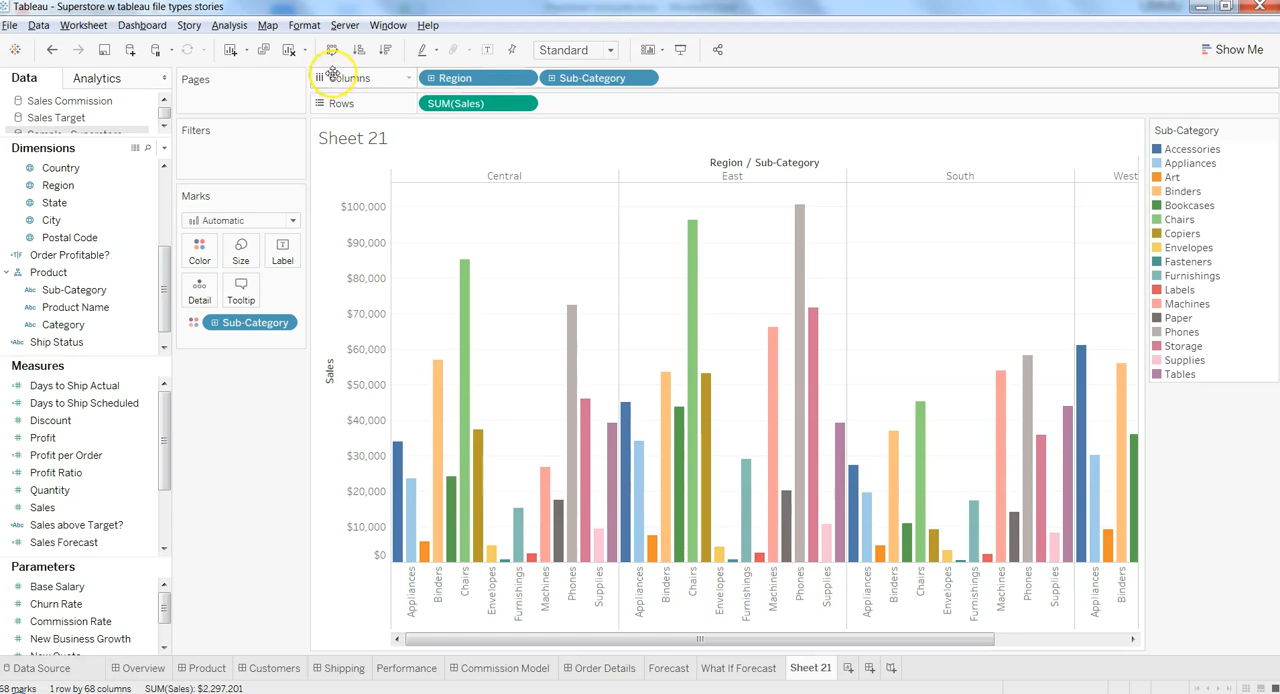 Tableau - Superstore w tableau file types stories
File Data Worksheet Dashboard Story Analysis Map Format Server Window Help
Standard
Show Me
Data Analytics
Sales Commission
Sales Target
Sample - Superstore
Dimensions
Country
Region
State
City
Postal Code
Order Profitable?
Product
Sub-Category
Product Name
Category
Ship Status
Measures
Days to Ship Actual
Days to Ship Scheduled
Discount
Profit
Profit per Order
Profit Ratio
Quantity
Sales
Sales above Target?
Sales Forecast
Parameters
Base Salary
Churn Rate
Commission Rate
New Business Growth
New Quota
Pages
Filters
Marks
Automatic
Color Size Label
Detail Tooltip
Sub-Category
Columns Region Sub-Category
Rows SUM(Sales)
Sheet 21
Region / Sub-Category
Central East South West
Sales
$100,000
$90,000
$80,000
$70,000
$60,000
$50,000
$40,000
$30,000
$20,000
$10,000
$0
Appliances Binders Chairs Envelopes Furnishings Machines Phones Supplies Appliances Binders Chairs Envelopes Furnishings Machines Phones Supplies Appliances Binders Chairs Envelopes Furnishings Machines Phones Supplies Appliances Binders
Sub-Category
Accessories
Appliances
Art
Binders
Bookcases
Chairs
Copiers
Envelopes
Fasteners
Furnishings
Labels
Machines
Paper
Phones
Storage
Supplies
Tables
Data Source Overview Product Customers Shipping Performance Commission Model Order Details Forecast What If Forecast Sheet 21
68 marks 1 row by 68 columns SUM(Sales): $2,297,201